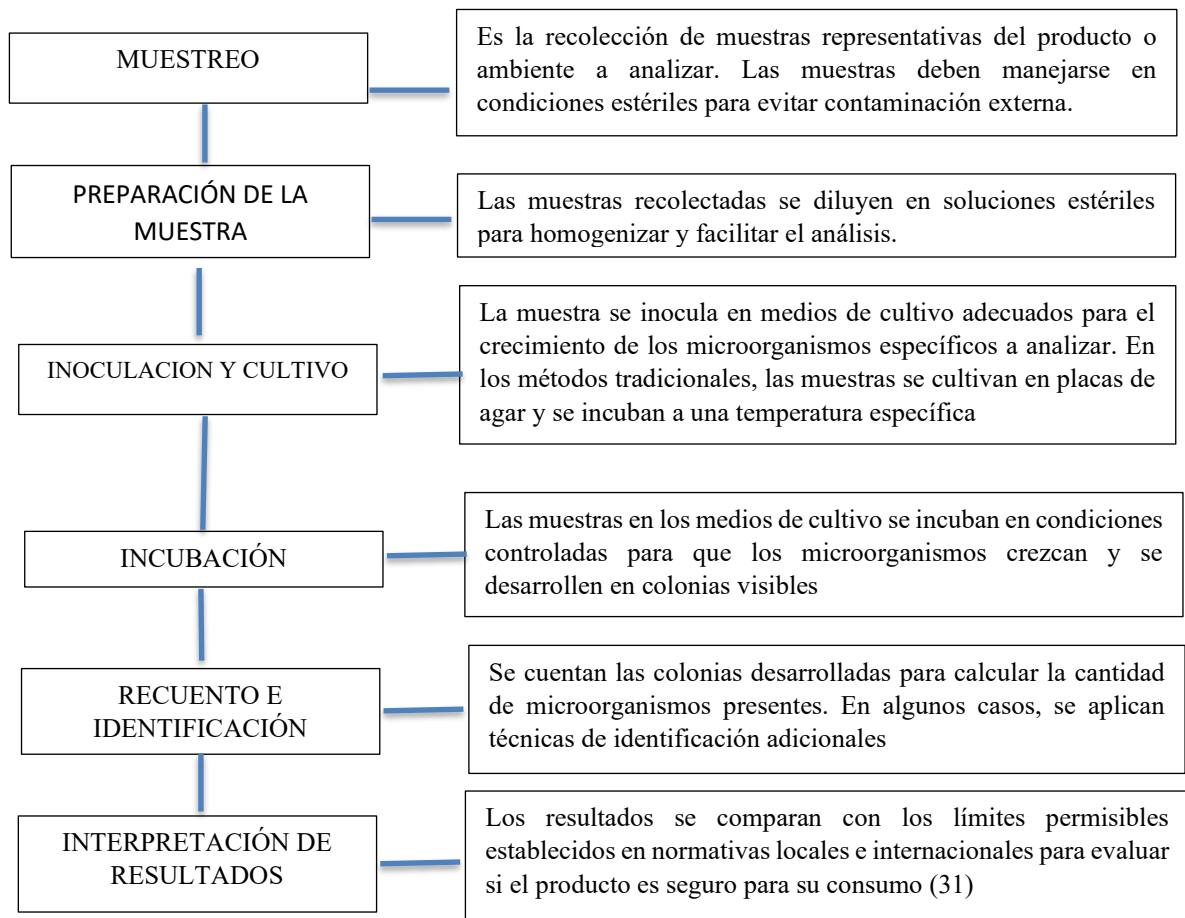 MUESTREO
Es la recolección de muestras representativas del producto o
ambiente a analizar. Las muestras deben manejarse en
condiciones estériles para evitar contaminación externa.
PREPARACIÓN DE LA
MUESTRA
Las muestras recolectadas se diluyen en soluciones estériles
para homogenizar y facilitar el análisis.
INOCULACION Y CULTIVO
La muestra se inocula en medios de cultivo adecuados para el
crecimiento de los microorganismos específicos a analizar. En
los métodos tradicionales, las muestras se cultivan en placas de
agar y se incuban a una temperatura específica
INCUBACIÓN
Las muestras en los medios de cultivo se incuban en condiciones
controladas para que los microorganismos crezcan y se
desarrollen en colonias visibles
RECUENTO E
IDENTIFICACIÓN
Se cuentan las colonias desarrolladas para calcular la cantidad
de microorganismos presentes. En algunos casos, se aplican
técnicas de identificación adicionales
INTERPRETACIÓN DE
RESULTADOS
Los resultados se comparan con los límites permisibles
establecidos en normativas locales e internacionales para evaluar
si el producto es seguro para su consumo (31)